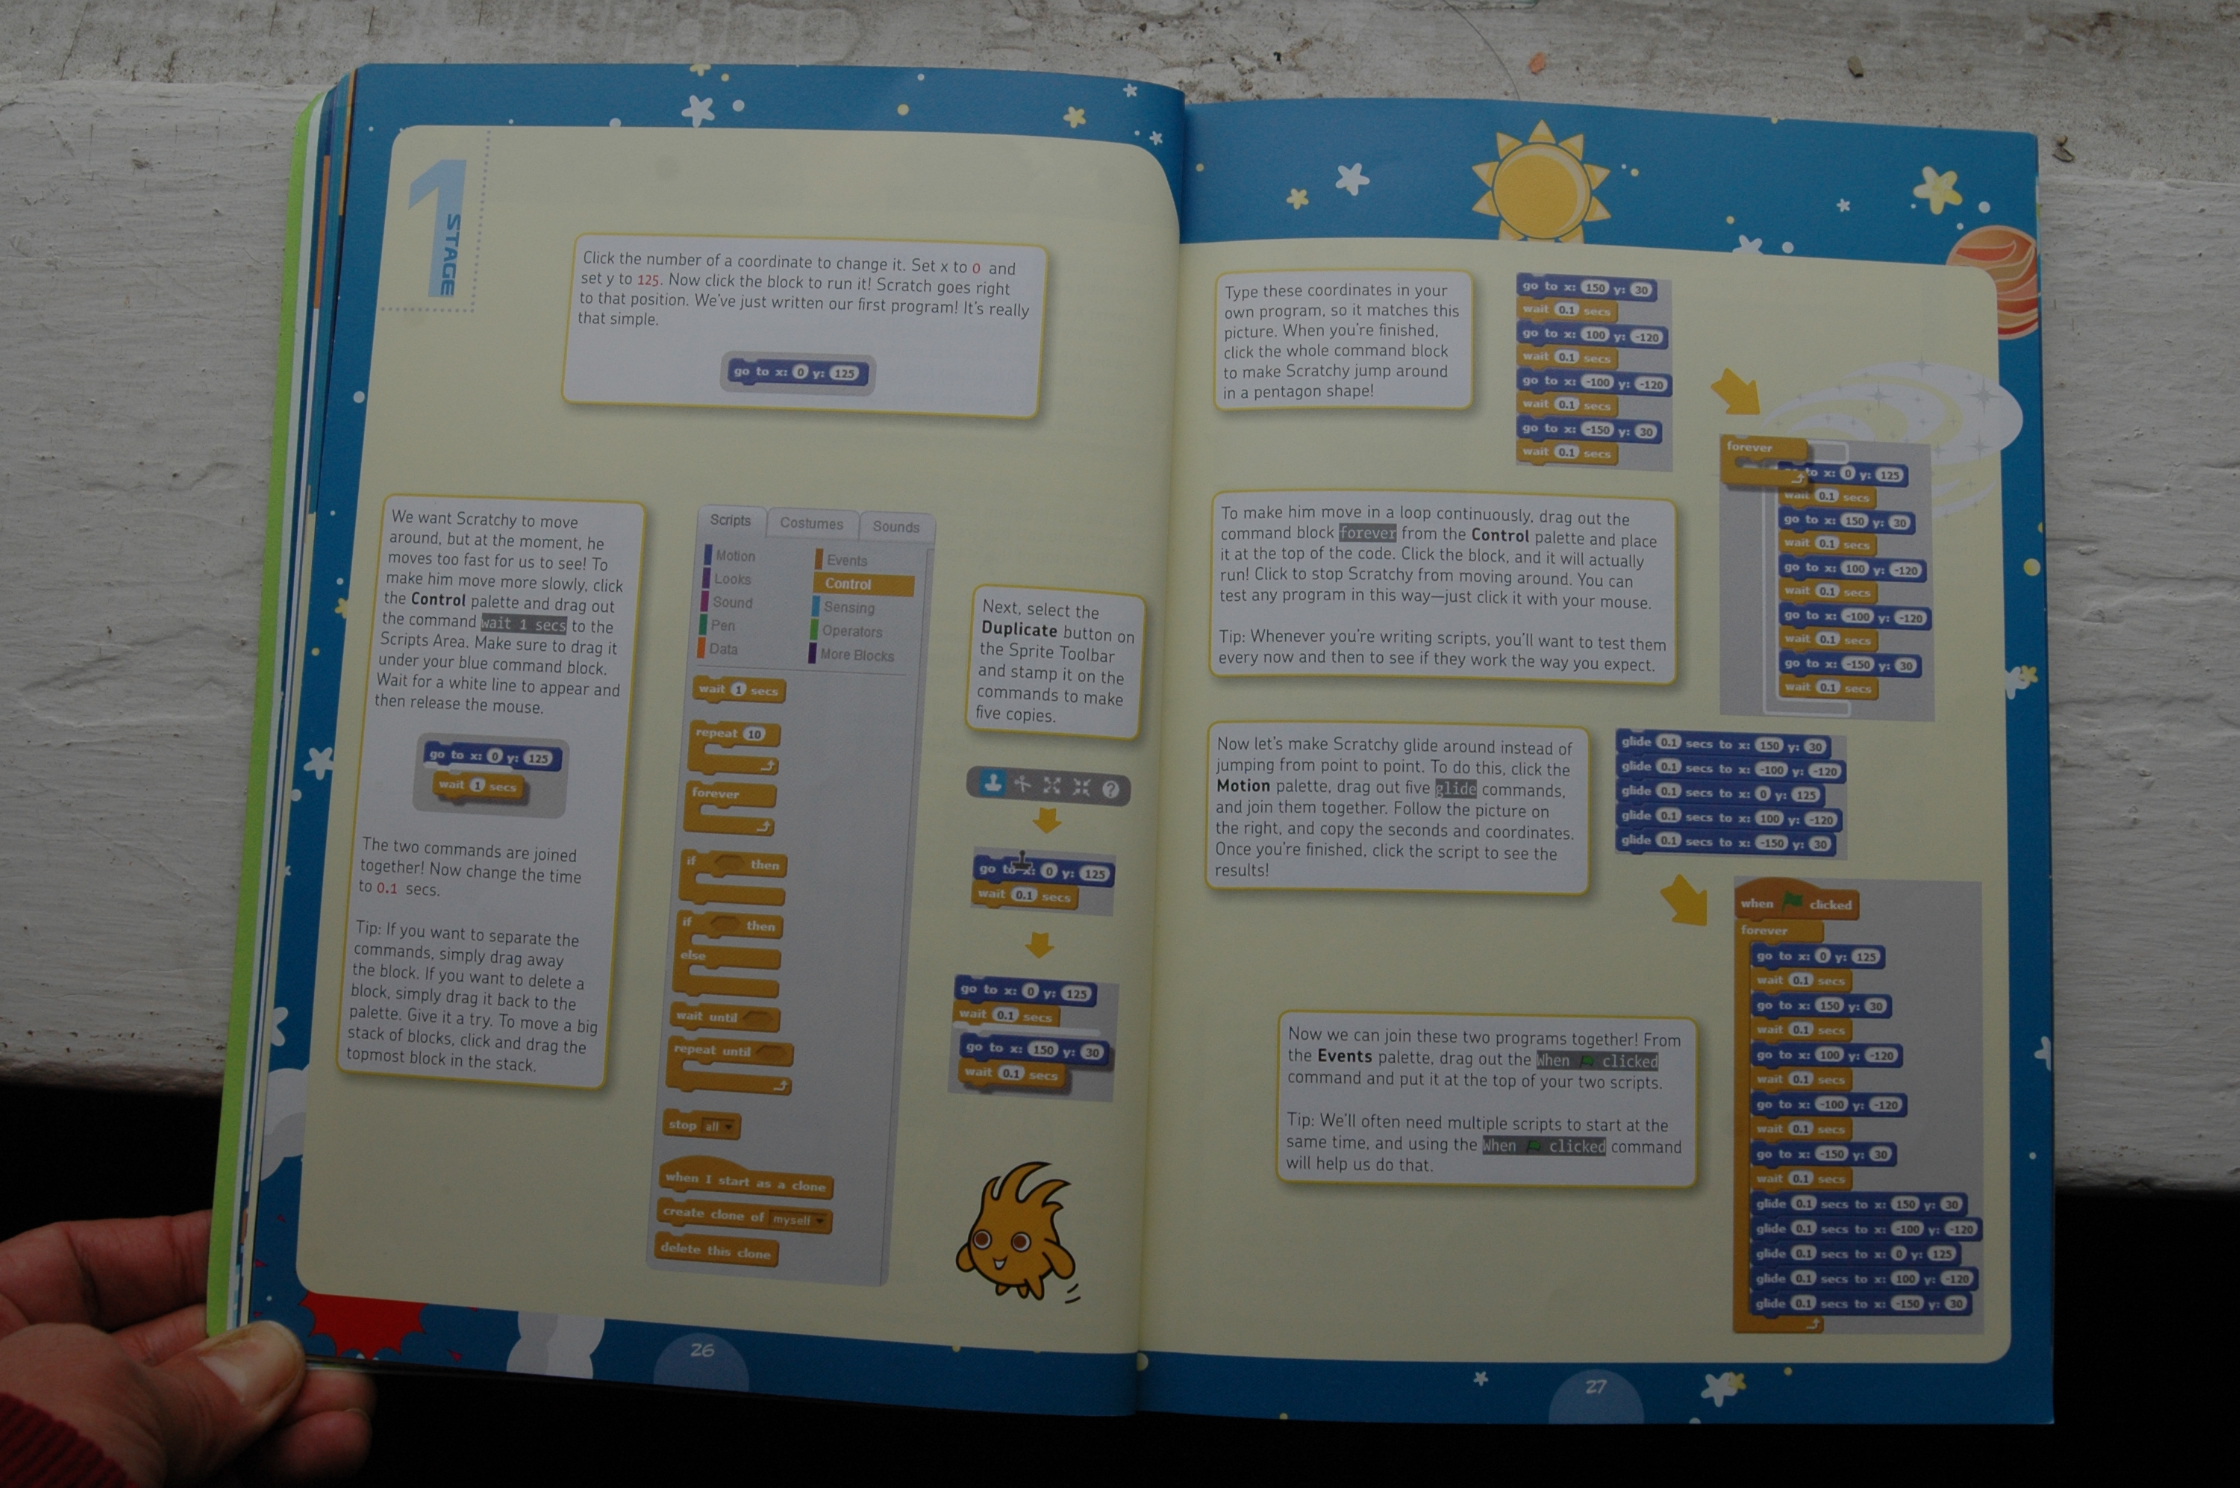 1
STAGE
Click the number of a coordinate to change it. Set x to 0 and
set y to 125. Now click the block to run it! Scratch goes right
to that position. We've just written our first program! It's really
that simple.
go to x: 0 y: 125
We want Scratchy to move
around, but at the moment, he
moves too fast for us to see! To
make him move more slowly, click
the Control palette and drag out
the command wait 1 secs to the
Scripts Area. Make sure to drag it
under your blue command block.
Wait for a white line to appear and
then release the mouse.
go to x: 0 y: 125
wait 1 secs
The two commands are joined
together! Now change the time
to 0.1 secs.
Tip: If you want to separate the
commands, simply drag away
the block. If you want to delete a
block, simply drag it back to the
palette. Give it a try. To move a big
stack of blocks, click and drag the
topmost block in the stack.
Scripts Costumes Sounds
Motion Events
Looks Control
Sound Sensing
Pen Operators
Data More Blocks
wait 1 secs
repeat 10
forever
if then
if then
else
wait until
repeat until
stop all
when I start as a clone
create clone of myself
delete this clone
Next, select the
Duplicate button on
the Sprite Toolbar
and stamp it on the
commands to make
five copies.
?
go to x: 0 y: 125
wait 0.1 secs
go to x: 0 y: 125
wait 0.1 secs
go to x: 150 y: 30
wait 0.1 secs
26
Type these coordinates in your
own program, so it matches this
picture. When you're finished,
click the whole command block
to make Scratchy jump around
in a pentagon shape!
go to x: 150 y: 30
wait 0.1 secs
go to x: 100 y: -120
wait 0.1 secs
go to x: -100 y: -120
wait 0.1 secs
go to x: -150 y: 30
wait 0.1 secs
To make him move in a loop continuously, drag out the
command block forever from the Control palette and place
it at the top of the code. Click the block, and it will actually
run! Click to stop Scratchy from moving around. You can
test any program in this way—just click it with your mouse.
Tip: Whenever you're writing scripts, you'll want to test them
every now and then to see if they work the way you expect.
forever
to x: 0 y: 125
wait 0.1 secs
go to x: 150 y: 30
wait 0.1 secs
go to x: 100 y: -120
wait 0.1 secs
go to x: -100 y: -120
wait 0.1 secs
go to x: -150 y: 30
wait 0.1 secs
Now let's make Scratchy glide around instead of
jumping from point to point. To do this, click the
Motion palette, drag out five glide commands,
and join them together. Follow the picture on
the right, and copy the seconds and coordinates.
Once you're finished, click the script to see the
results!
glide 0.1 secs to x: 150 y: 30
glide 0.1 secs to x: -100 y: -120
glide 0.1 secs to x: 0 y: 125
glide 0.1 secs to x: 100 y: -120
glide 0.1 secs to x: -150 y: 30
Now we can join these two programs together! From
the Events palette, drag out the When clicked
command and put it at the top of your two scripts.
Tip: We'll often need multiple scripts to start at the
same time, and using the When clicked command
will help us do that.
when clicked
forever
go to x: 0 y: 125
wait 0.1 secs
go to x: 150 y: 30
wait 0.1 secs
go to x: 100 y: -120
wait 0.1 secs
go to x: -100 y: -120
wait 0.1 secs
go to x: -150 y: 30
wait 0.1 secs
glide 0.1 secs to x: 150 y: 30
glide 0.1 secs to x: -100 y: -120
glide 0.1 secs to x: 0 y: 125
glide 0.1 secs to x: 100 y: -120
glide 0.1 secs to x: -150 y: 30
27